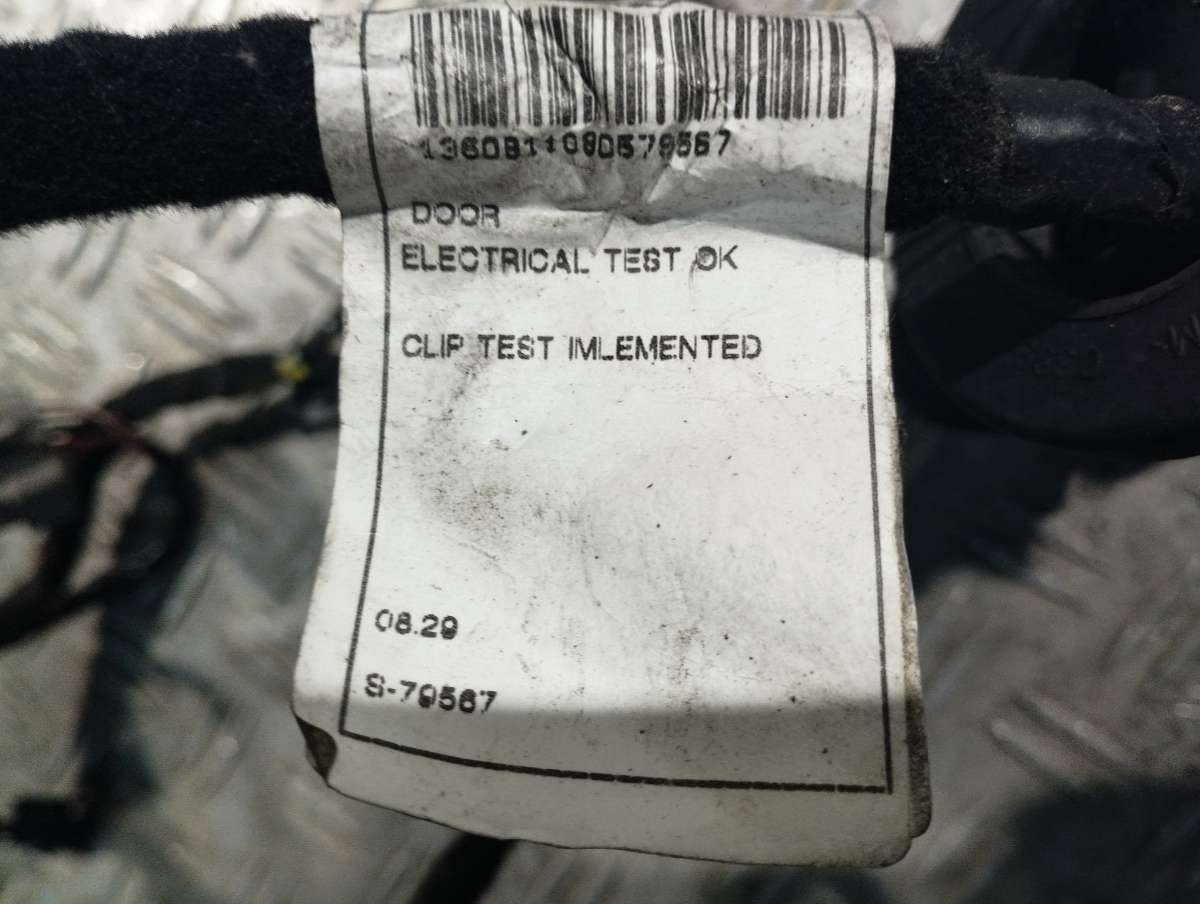 1360811080579567
DOOR
ELECTRICAL TEST OK
CLIP TEST IMLEMENTED
08.29
S-79567